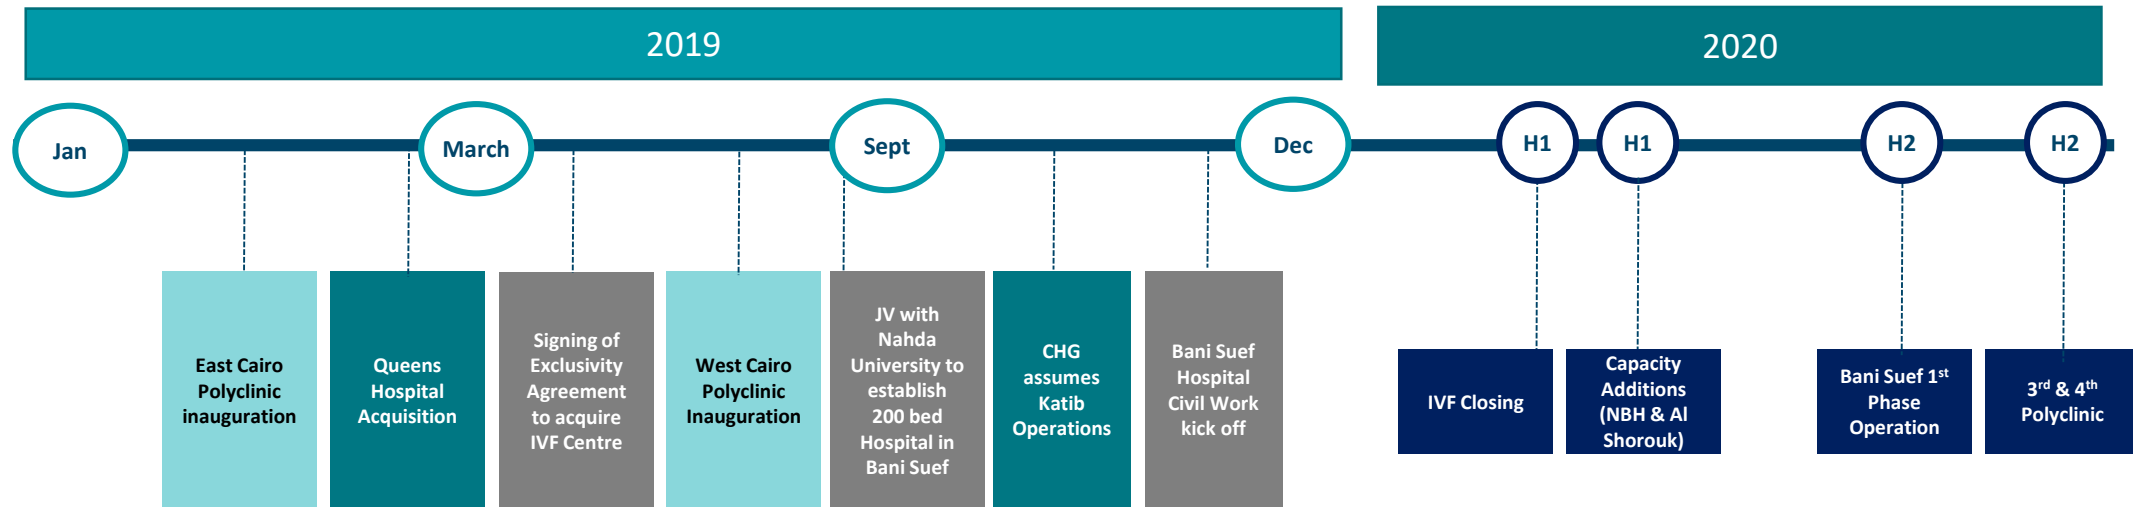 2019
2020
Jan
March
Sept
Dec
H1
H1
H2
H2
East Cairo
Polyclinic
inauguration
Queens
Hospital
Acquisition
Signing of
Exclusivity
Agreement
to acquire
IVF Centre
West Cairo
Polyclinic
Inauguration
JV with
Nahda
University to
establish
200 bed
Hospital in
Bani Suef
CHG
assumes
Katib
Operations
Bani Suef
Hospital
Civil Work
kick off
IVF Closing
Capacity
Additions
(NBH & Al
Shorouk)
Bani Suef 1st
Phase
Operation
3rd & 4th
Polyclinic